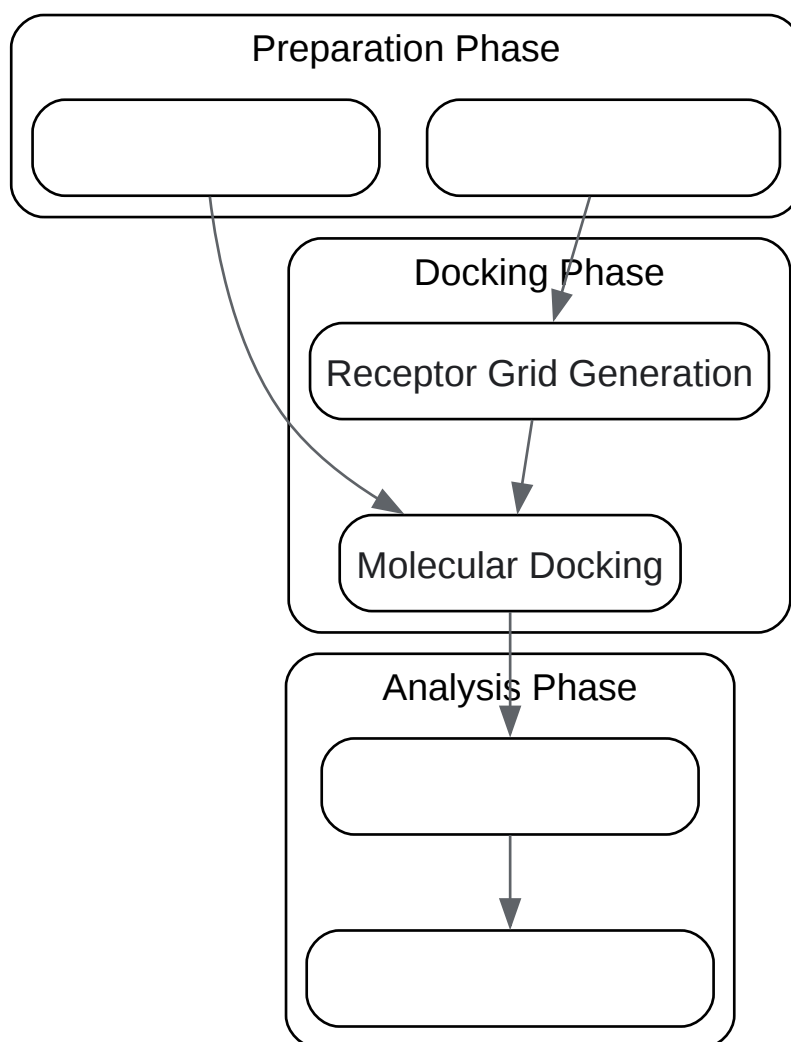 Preparation Phase
Docking Phase
Receptor Grid Generation
Molecular Docking
Analysis Phase